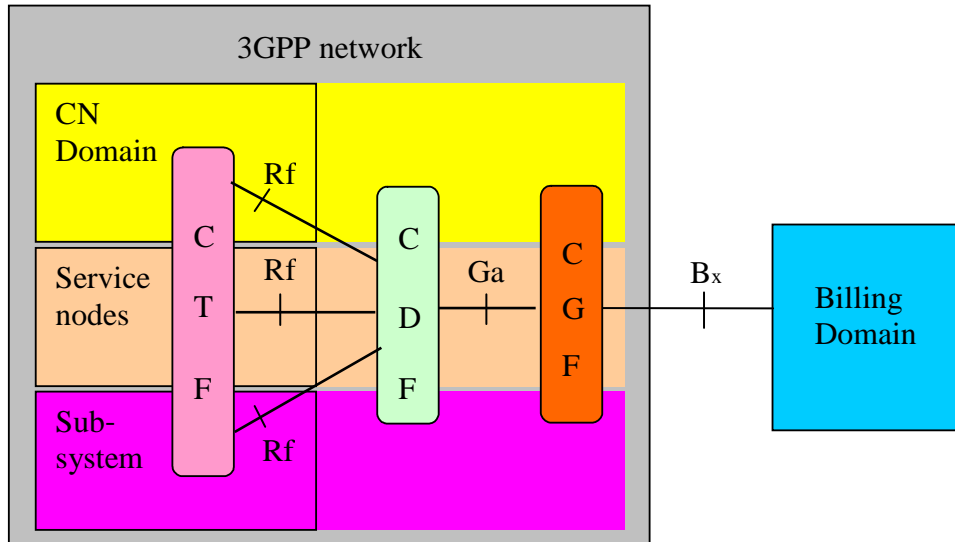 3GPP network
CN
Domain
Rf
C
T
F
Service
nodes
Rf
Sub-
system
Rf
C
D
F
Ga
C
G
F
Bx
Billing
Domain